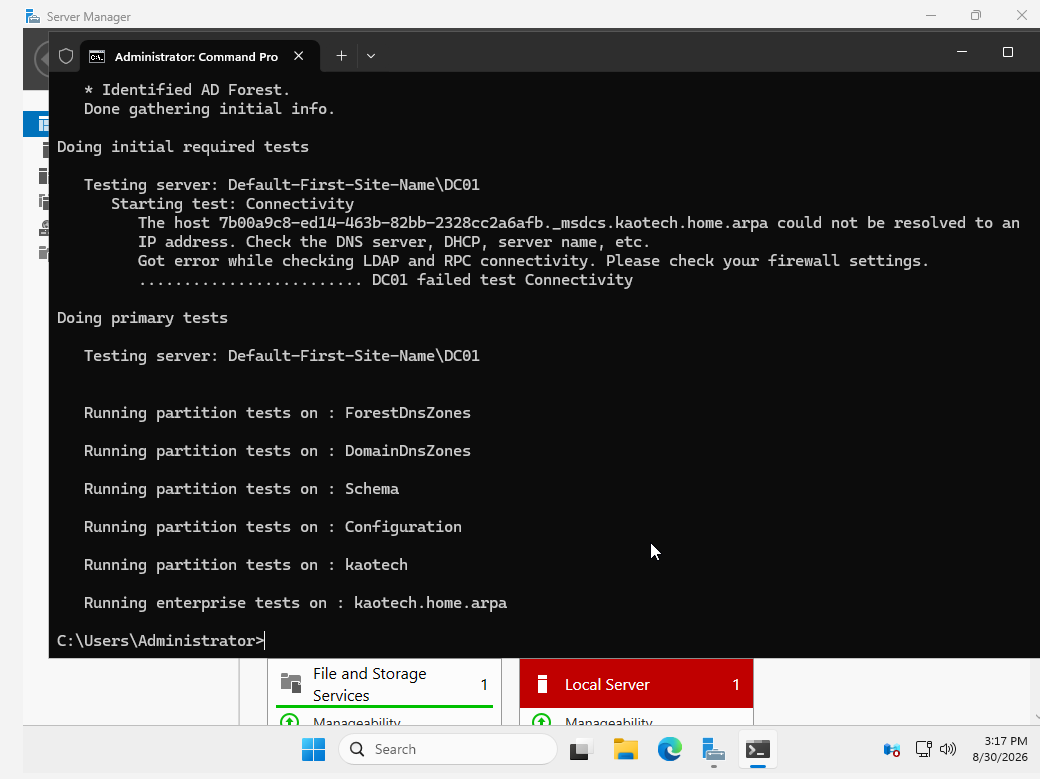 Server Manager
Administrator: Command Pro
* Identified AD Forest.
Done gathering initial info.
Doing initial required tests
Testing server: Default-First-Site-Name\DC01
Starting test: Connectivity
The host 7b00a9c8-ed14-463b-82bb-2328cc2a6afb._msdcs.kaotech.home.arpa could not be resolved to an
IP address. Check the DNS server, DHCP, server name, etc.
Got error while checking LDAP and RPC connectivity. Please check your firewall settings.
......................... DC01 failed test Connectivity
Doing primary tests
Testing server: Default-First-Site-Name\DC01
Running partition tests on : ForestDnsZones
Running partition tests on : DomainDnsZones
Running partition tests on : Schema
Running partition tests on : Configuration
Running partition tests on : kaotech
Running enterprise tests on : kaotech.home.arpa
C:\Users\Administrator>
File and Storage
Services
1
Local Server
1
Manageability
Manageability
Search
3:17 PM
8/30/2026